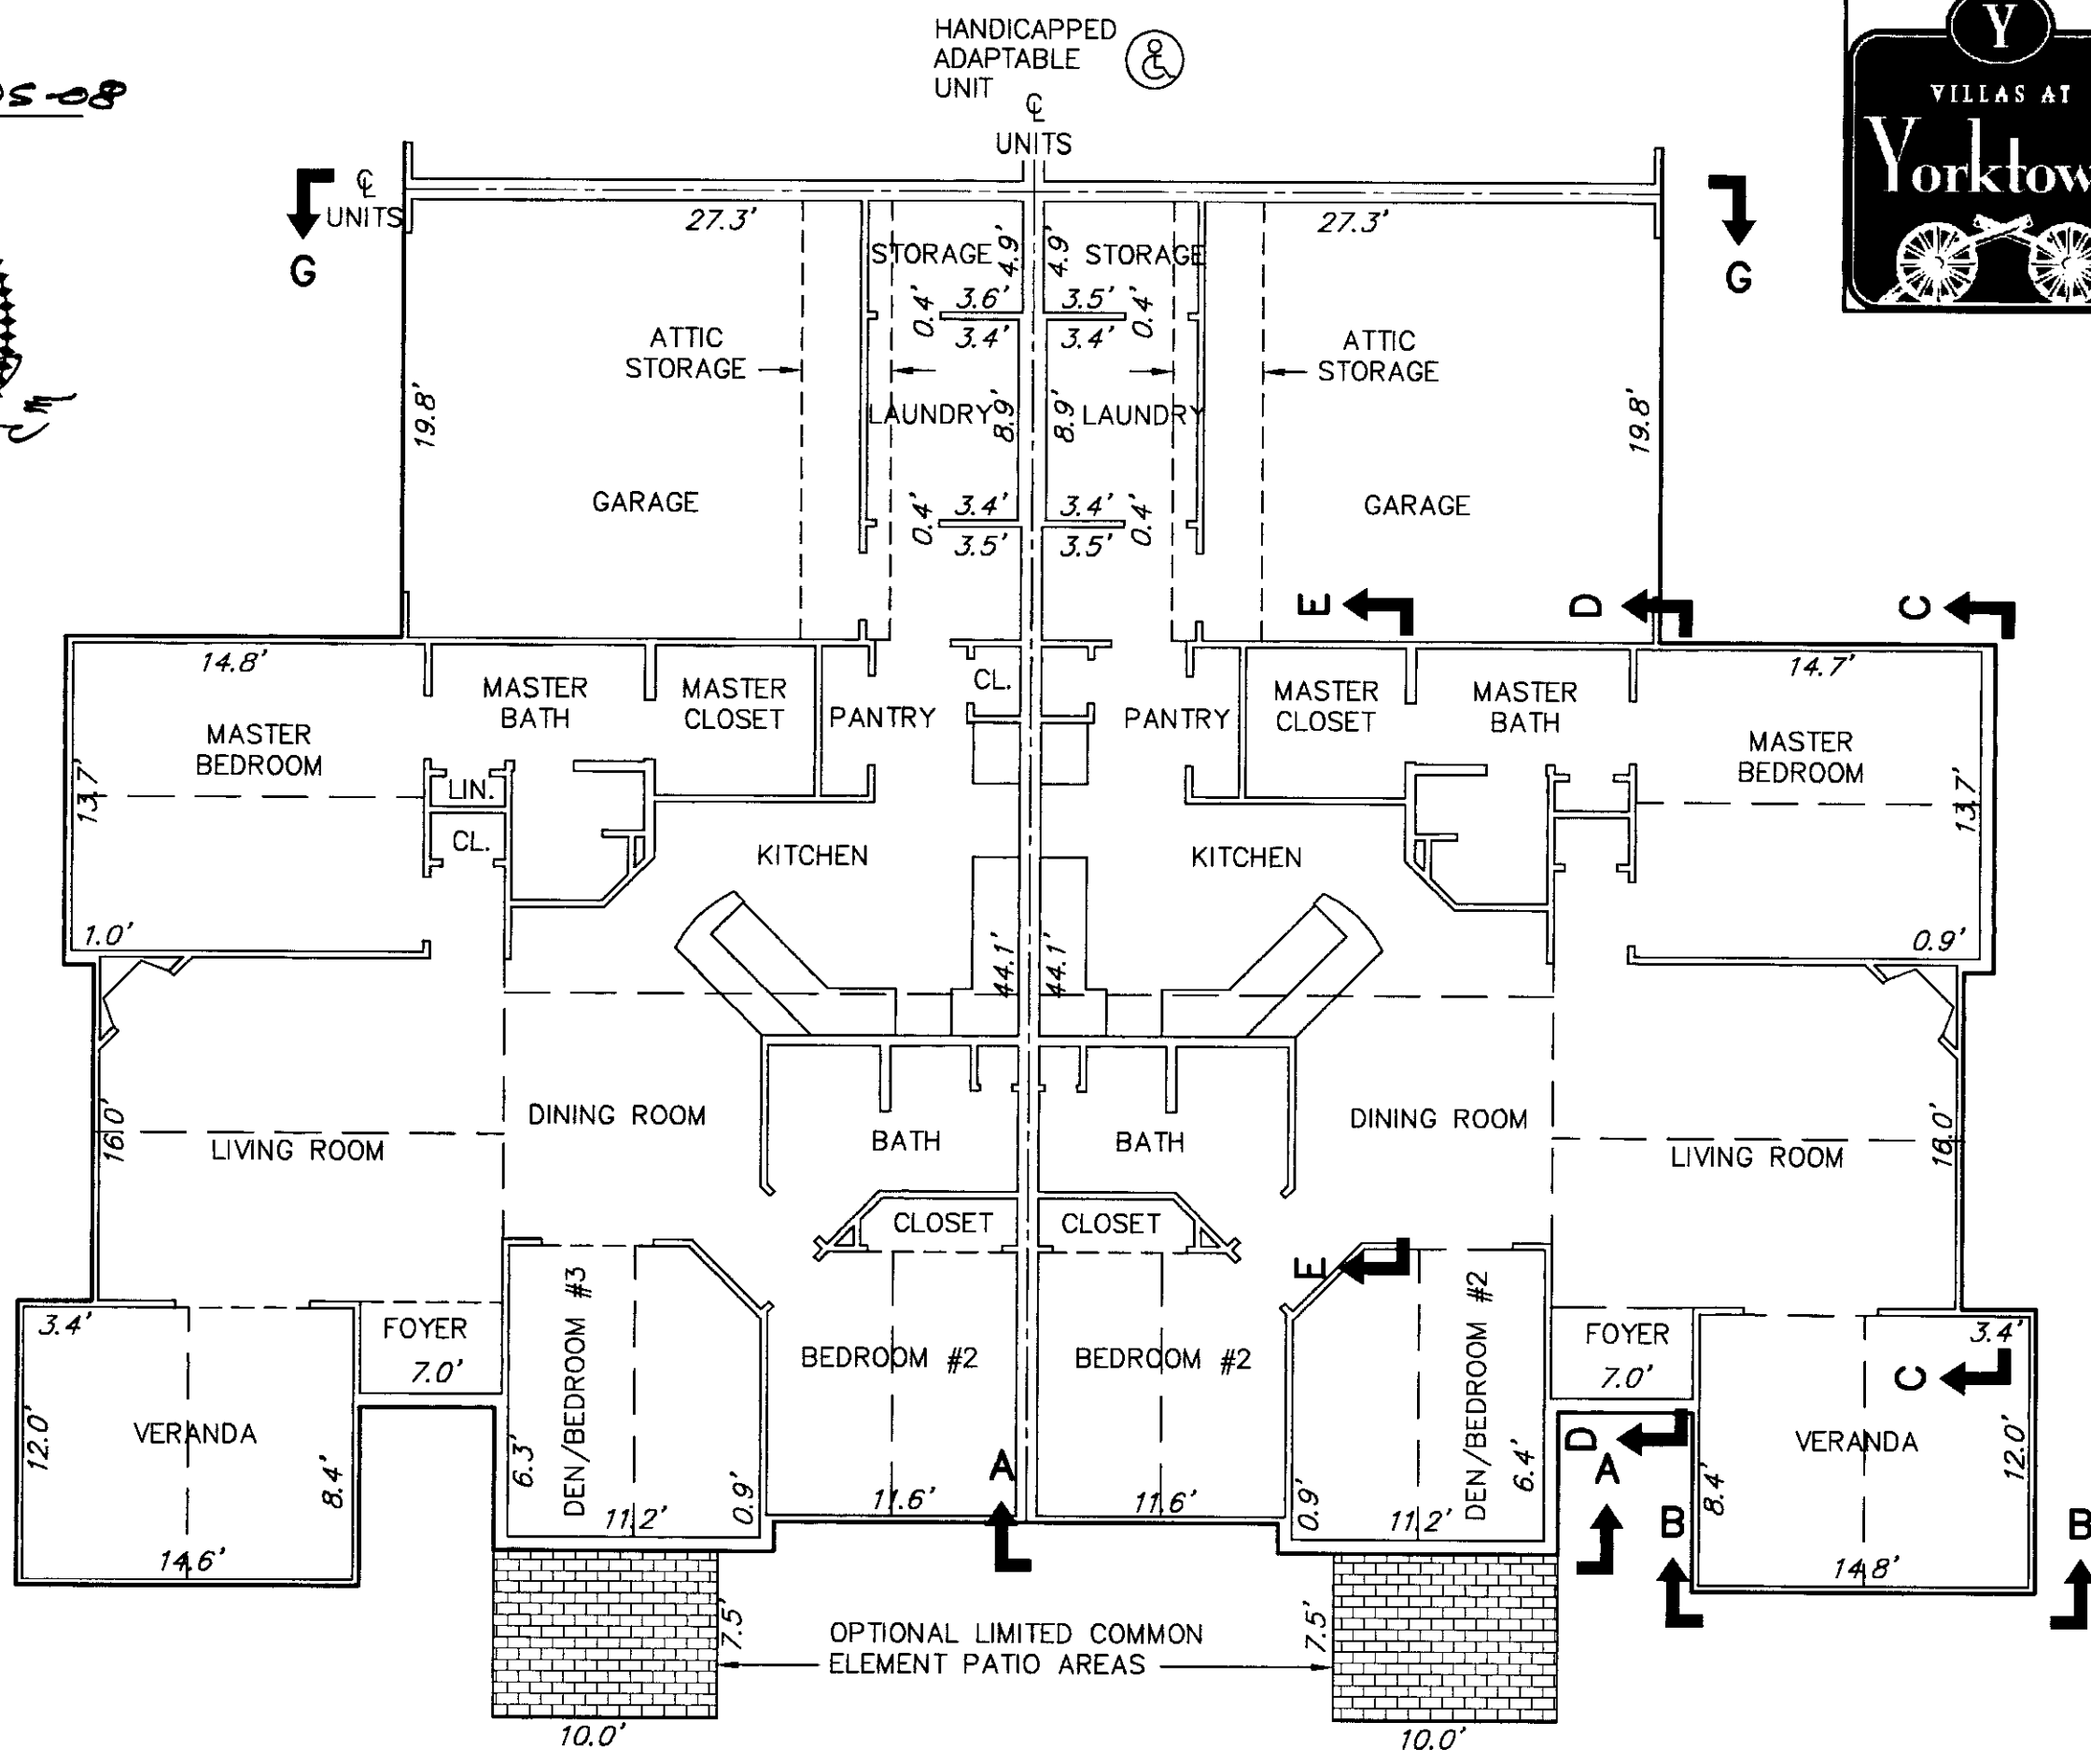 HANDICAPPED
ADAPTABLE
UNIT
℄
UNITS
Y
VILLAS AT
05-08
℄
UNITS
G
G
27.3'
27.3'
STORAGE
4.9'
4.9'
STORAGE
3.6'
3.5'
0.4'
0.4'
3.4'
3.4'
ATTIC
STORAGE
ATTIC
STORAGE
19.8'
LAUNDRY
8.9'
8.9'
LAUNDRY
19.8'
GARAGE
GARAGE
0.4'
3.4'
3.4'
0.4'
3.5'
3.5'
E
D
C
14.8'
14.7'
MASTER
BATH
MASTER
CLOSET
PANTRY
CL.
PANTRY
MASTER
CLOSET
MASTER
BATH
MASTER
BEDROOM
MASTER
BEDROOM
13.7'
LIN.
13.7'
CL.
KITCHEN
KITCHEN
1.0'
0.9'
44.1'
44.1'
16.0'
LIVING ROOM
DINING ROOM
BATH
BATH
DINING ROOM
LIVING ROOM
16.0'
CLOSET
CLOSET
E
3.4'
FOYER
7.0'
DEN/BEDROOM #3
BEDROOM #2
BEDROOM #2
DEN/BEDROOM #2
FOYER
7.0'
3.4'
C
12.0'
VERANDA
8.4'
6.3'
0.9'
A
0.9'
6.4'
D
A
VERANDA
12.0'
8.4'
11.2'
11.6'
11.6'
11.2'
B
B
14.6'
14.8'
7.5'
OPTIONAL LIMITED COMMON
ELEMENT PATIO AREAS
7.5'
10.0'
10.0'